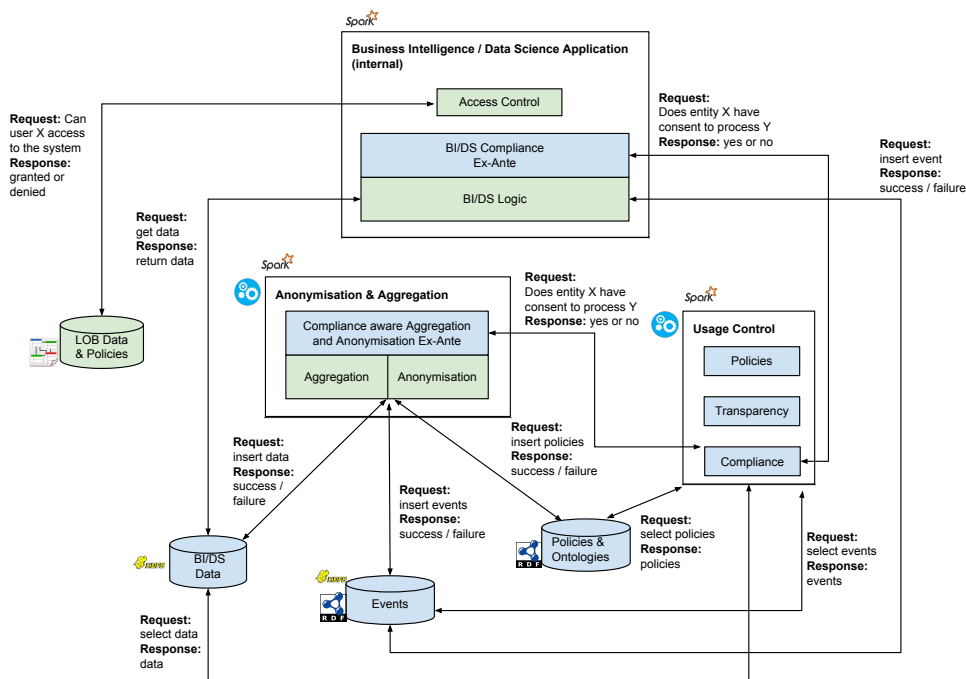 Spark
Business Intelligence / Data Science Application
(internal)
Access Control
BI/DS Compliance
Ex-Ante
BI/DS Logic
Request: Can
user X access
to the system
Response:
granted or
denied
Request:
Does entity X have
consent to process Y
Response: yes or no
Request:
insert event
Response:
success / failure
Request:
get data
Response:
return data
Spark
Anonymisation & Aggregation
Compliance aware Aggregation
and Anonymisation Ex-Ante
Aggregation
Anonymisation
Request:
Does entity X have
consent to process Y
Response: yes or no
Spark
Usage Control
Policies
Transparency
Compliance
LOB Data
& Policies
Request:
insert data
Response:
success /
failure
Request:
insert events
Response:
success / failure
Request:
insert policies
Response:
success / failure
Request:
select policies
Response:
policies
Request:
select events
Response:
events
HDFS
BI/DS
Data
RDF
Policies &
Ontologies
HDFS
RDF
Events
Request:
select data
Response:
data